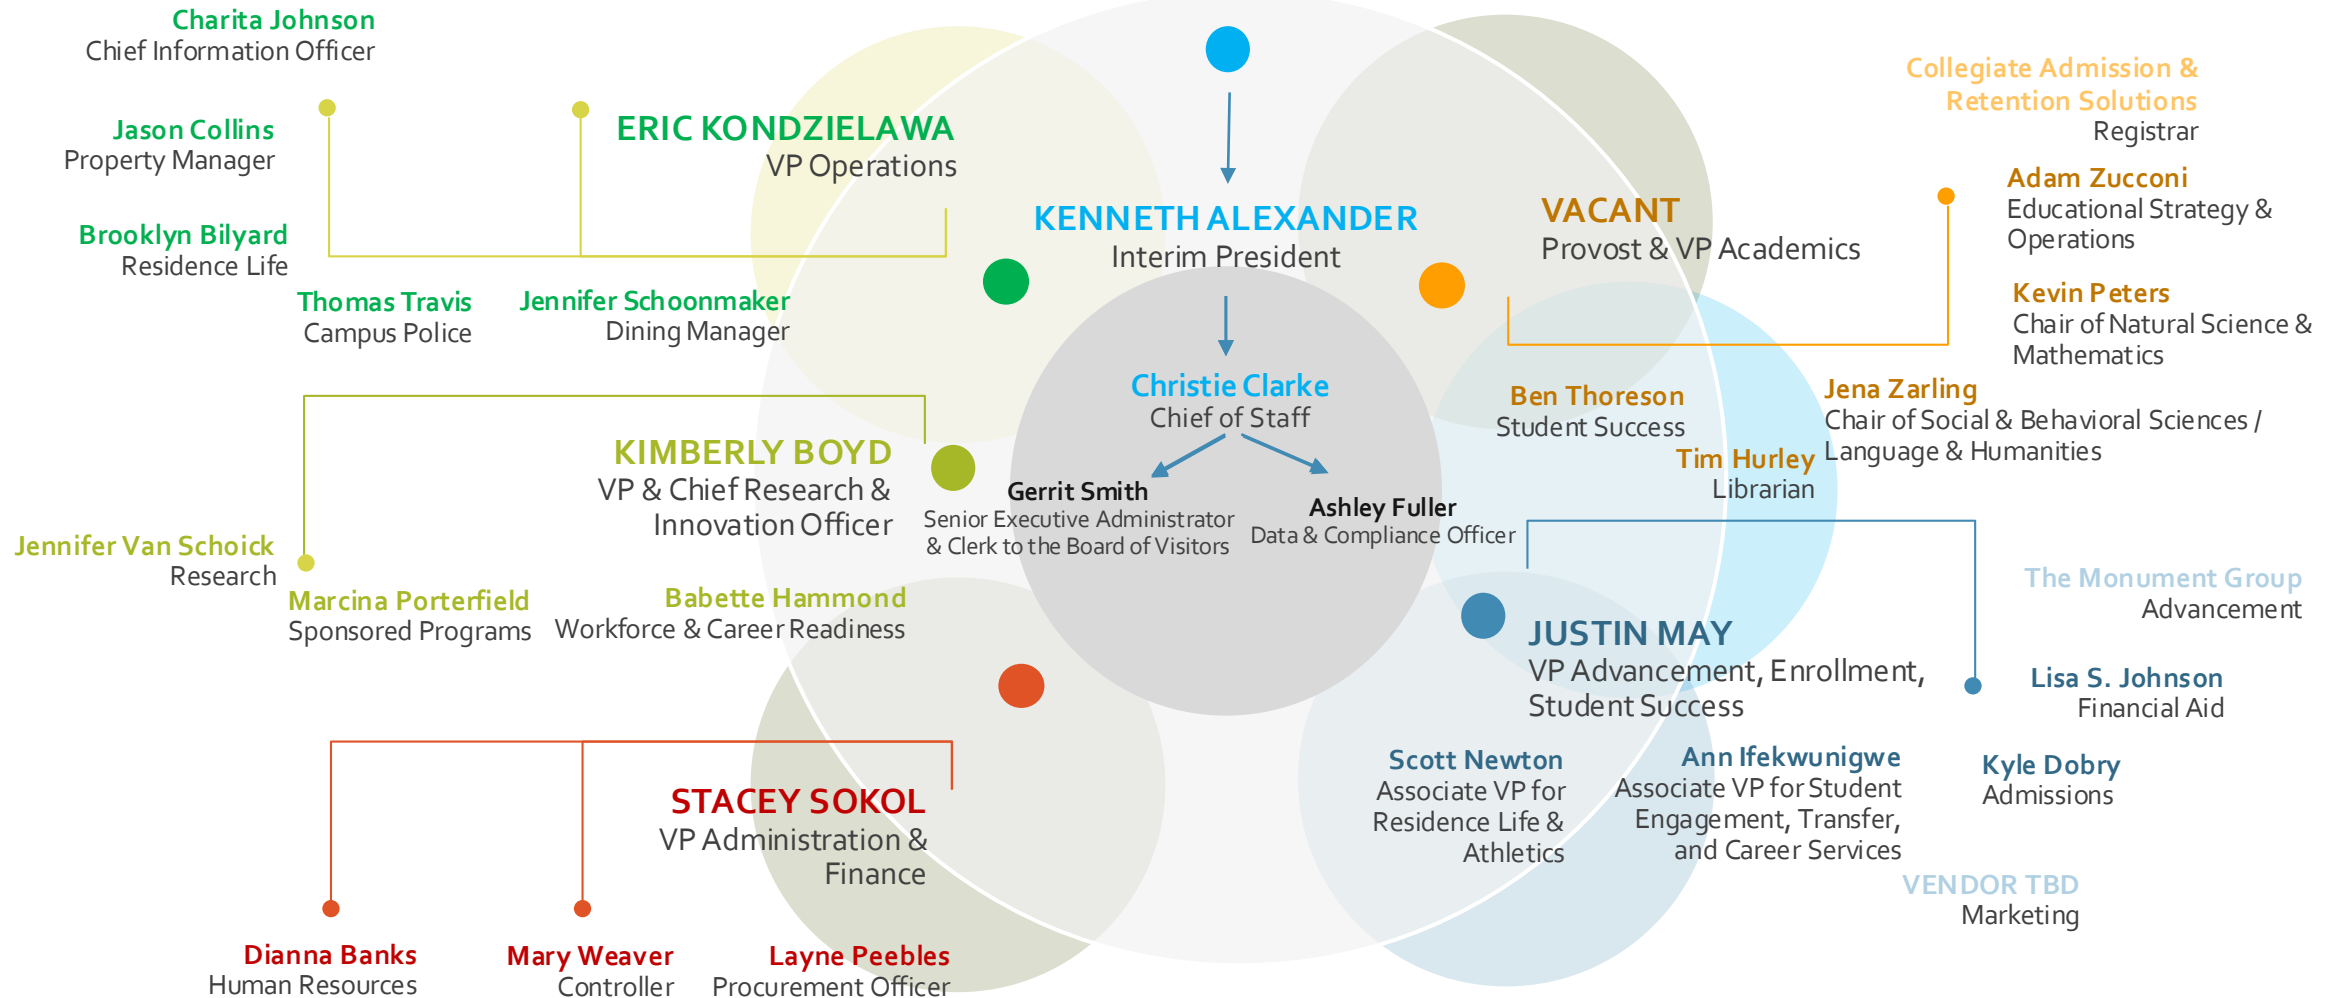 Charita Johnson
Chief Information Officer
Jason Collins
Property Manager
Brooklyn Bilyard
Residence Life
Thomas Travis
Campus Police
Jennifer Schoonmaker
Dining Manager
ERIC KONDZIELAWA
VP Operations
KENNETH ALEXANDER
Interim President
Christie Clarke
Chief of Staff
Gerrit Smith
Senior Executive Administrator
& Clerk to the Board of Visitors
Ashley Fuller
Data & Compliance Officer
VACANT
Provost & VP Academics
Collegiate Admission &
Retention Solutions
Registrar
Adam Zucconi
Educational Strategy &
Operations
Kevin Peters
Chair of Natural Science &
Mathematics
Jena Zarling
Chair of Social & Behavioral Sciences /
Language & Humanities
Ben Thoreson
Student Success
Tim Hurley
Librarian
KIMBERLY BOYD
VP & Chief Research &
Innovation Officer
Jennifer Van Schoick
Research
Marcina Porterfield
Sponsored Programs
Babette Hammond
Workforce & Career Readiness
JUSTIN MAY
VP Advancement, Enrollment,
Student Success
The Monument Group
Advancement
Lisa S. Johnson
Financial Aid
Kyle Dobry
Admissions
Scott Newton
Associate VP for
Residence Life &
Athletics
Ann Ifekwunigwe
Associate VP for Student
Engagement, Transfer,
and Career Services
VENDOR TBD
Marketing
STACEY SOKOL
VP Administration &
Finance
Dianna Banks
Human Resources
Mary Weaver
Controller
Layne Peebles
Procurement Officer